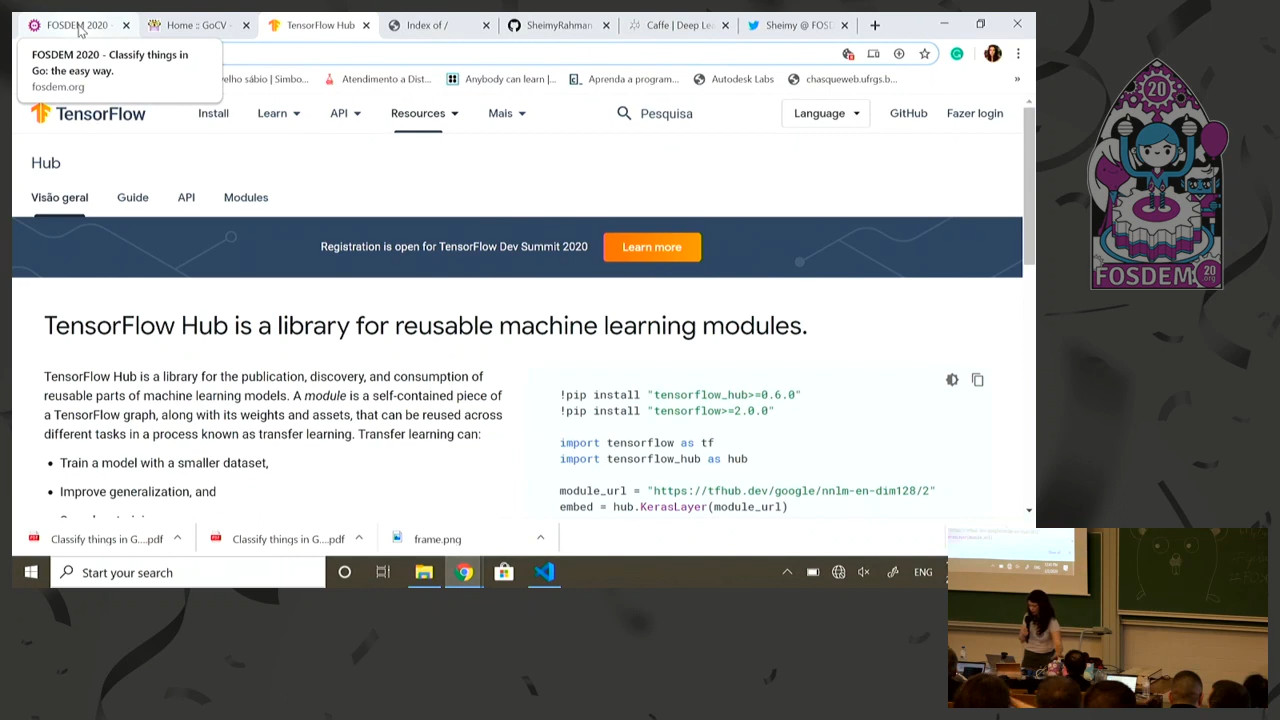 FOSDEM 2020 -
Home :: GoCV -
TensorFlow Hub
Index of /
SheimyRahman
Caffe | Deep Le
Sheimy @ FOSD
FOSDEM 2020 - Classify things in
Go: the easy way.
fosdem.org
velho sábio | Simbo...
Atendimento a Dist...
Anybody can learn |...
Aprenda a program...
Autodesk Labs
chasqueweb.ufrgs.b...
»
TensorFlow
Install
Learn
API
Resources
Mais
Pesquisa
Language
GitHub
Fazer login
Hub
Visão geral
Guide
API
Modules
Registration is open for TensorFlow Dev Summit 2020
Learn more
TensorFlow Hub is a library for reusable machine learning modules.
TensorFlow Hub is a library for the publication, discovery, and consumption of
reusable parts of machine learning models. A module is a self-contained piece of
a TensorFlow graph, along with its weights and assets, that can be reused across
different tasks in a process known as transfer learning. Transfer learning can:
• Train a model with a smaller dataset,
• Improve generalization, and
!pip install "tensorflow_hub>=0.6.0"
!pip install "tensorflow>=2.0.0"
import tensorflow as tf
import tensorflow_hub as hub
module_url = "https://tfhub.dev/google/nnlm-en-dim128/2"
embed = hub.KerasLayer(module_url)
Classify things in G....pdf
Classify things in G....pdf
frame.png
Start your search
ENG
20
FOSDEM
20
.org